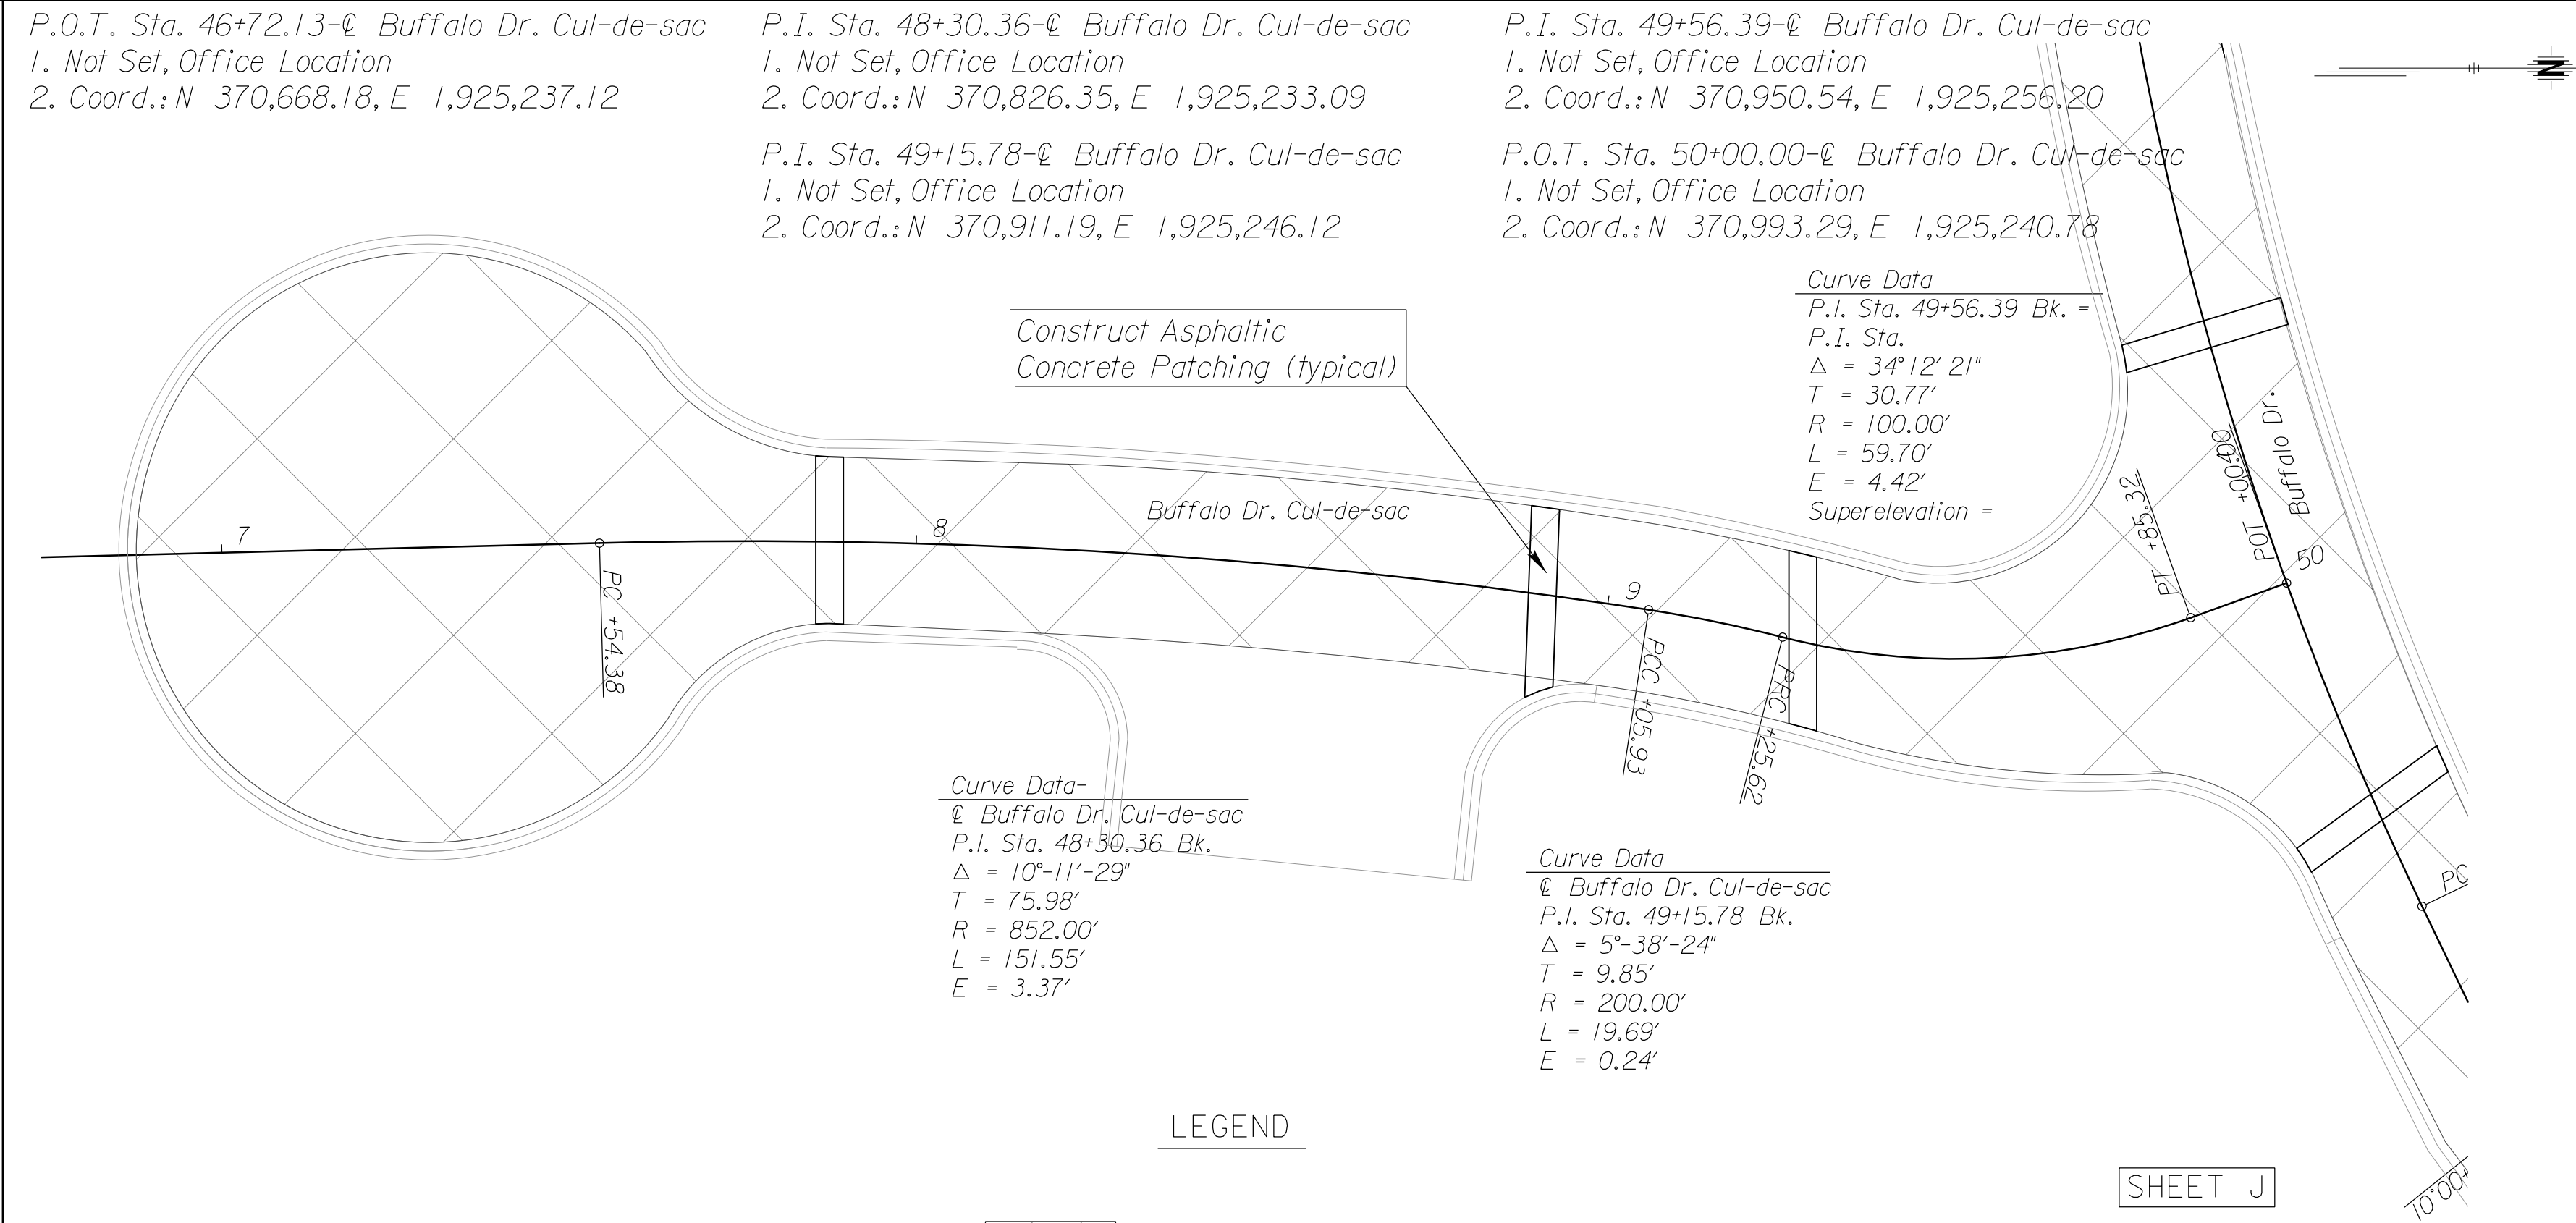 P.O.T. Sta. 46+72.13-℄ Buffalo Dr. Cul-de-sac
1. Not Set, Office Location
2. Coord.: N 370,668.18, E 1,925,237.12
P.I. Sta. 48+30.36-℄ Buffalo Dr. Cul-de-sac
1. Not Set, Office Location
2. Coord.: N 370,826.35, E 1,925,233.09
P.I. Sta. 49+56.39-℄ Buffalo Dr. Cul-de-sac
1. Not Set, Office Location
2. Coord.: N 370,950.54, E 1,925,256.20
P.I. Sta. 49+15.78-℄ Buffalo Dr. Cul-de-sac
1. Not Set, Office Location
2. Coord.: N 370,911.19, E 1,925,246.12
P.O.T. Sta. 50+00.00-℄ Buffalo Dr. Cul-de-sac
1. Not Set, Office Location
2. Coord.: N 370,993.29, E 1,925,240.78
N
Curve Data
P.I. Sta. 49+56.39 Bk. =
P.I. Sta.
Δ = 34°12' 21"
T = 30.77'
R = 100.00'
L = 59.70'
E = 4.42'
Superelevation =
Construct Asphaltic
Concrete Patching (typical)
Buffalo Dr. Cul-de-sac
7
8
9
50
PC +54.38
PCC +05.93
PRC +25.62
PT +85.32
POT
Buffalo Dr.
PC
Curve Data-
℄ Buffalo Dr. Cul-de-sac
P.I. Sta. 48+30.36 Bk.
Δ = 10°-11'-29"
T = 75.98'
R = 852.00'
L = 151.55'
E = 3.37'
Curve Data
℄ Buffalo Dr. Cul-de-sac
P.I. Sta. 49+15.78 Bk.
Δ = 5°-38'-24"
T = 9.85'
R = 200.00'
L = 19.69'
E = 0.24'
LEGEND
SHEET J